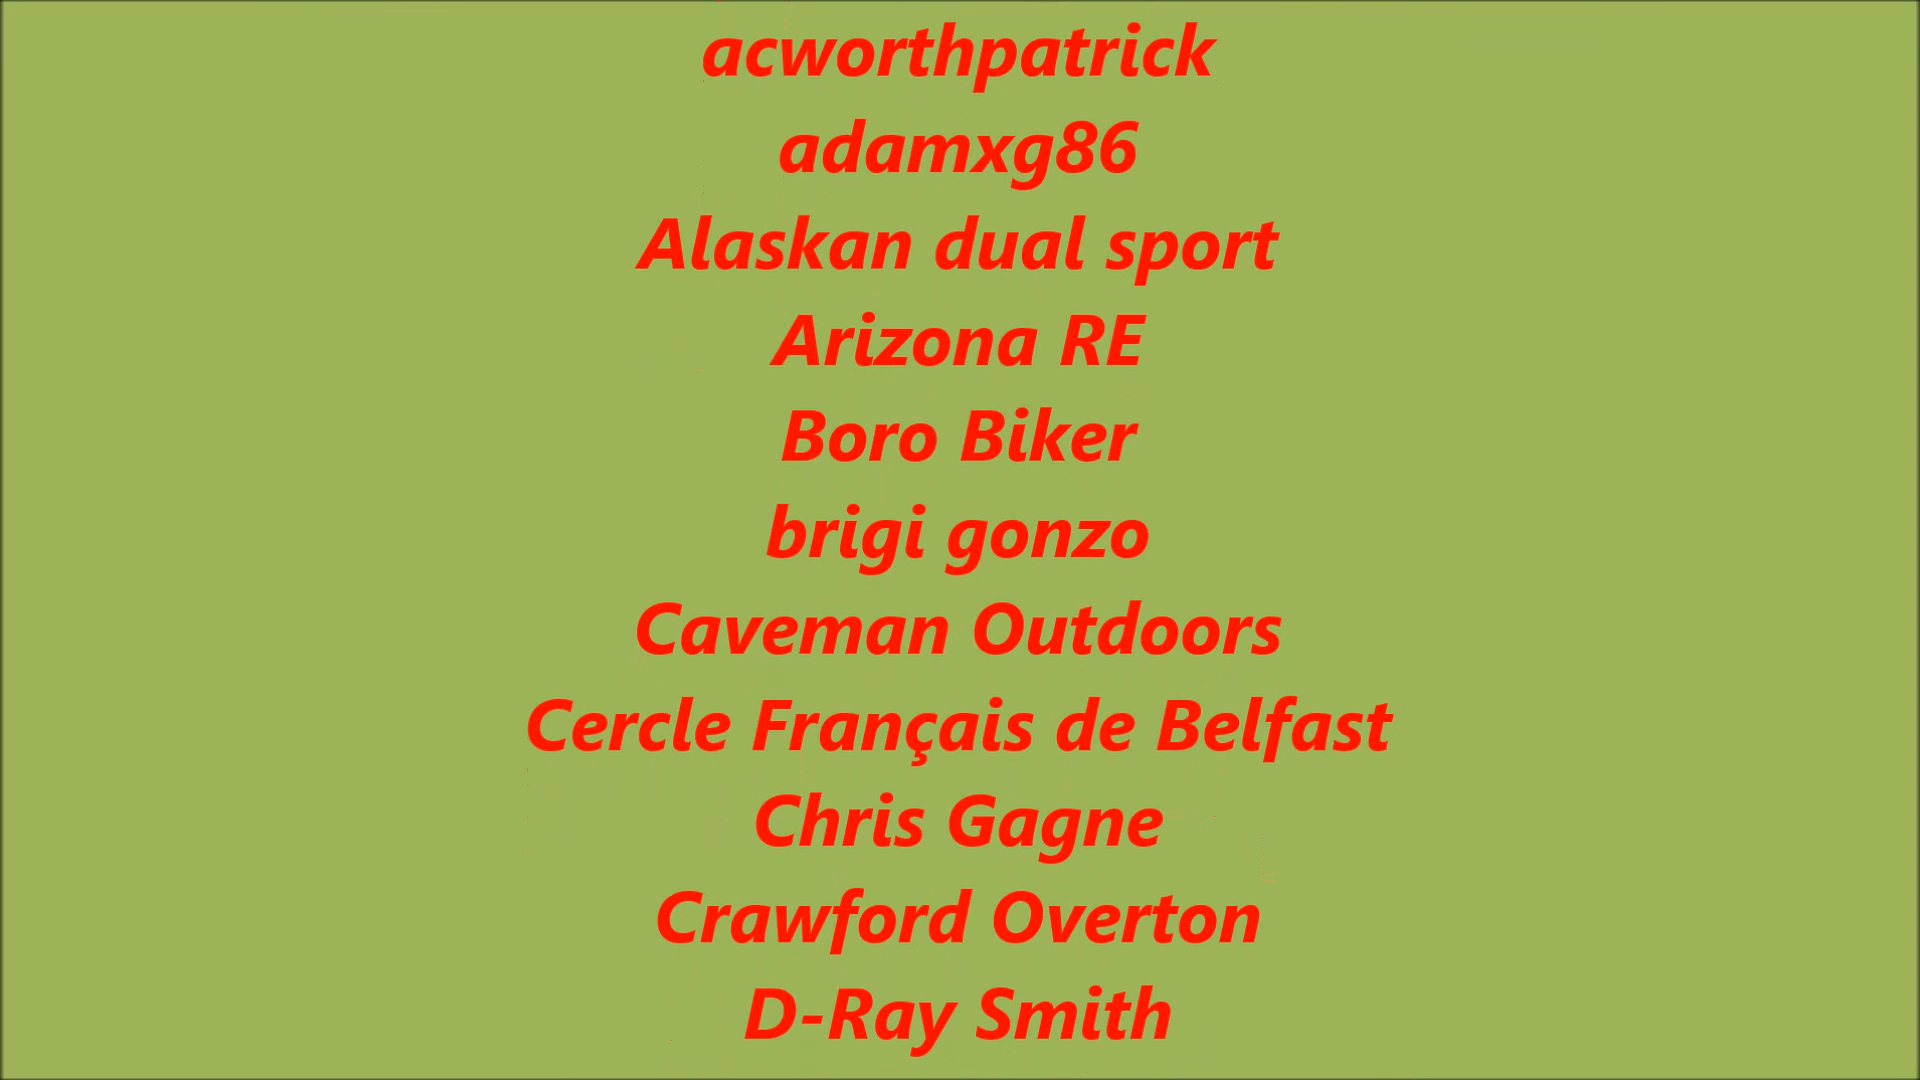 acworthpatrick
adamxg86
Alaskan dual sport
Arizona RE
Boro Biker
brigi gonzo
Caveman Outdoors
Cercle Français de Belfast
Chris Gagne
Crawford Overton
D-Ray Smith